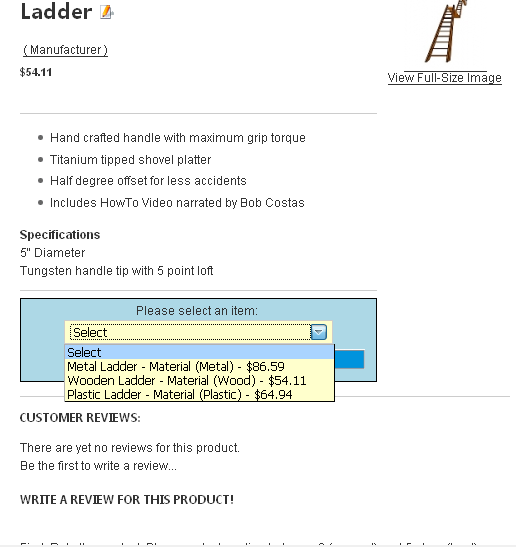 Ladder
( Manufacturer )
$54.11
View Full-Size Image
Hand crafted handle with maximum grip torque
Titanium tipped shovel platter
Half degree offset for less accidents
Includes HowTo Video narrated by Bob Costas
Specifications
5" Diameter
Tungsten handle tip with 5 point loft
Please select an item:
Select
Select
Metal Ladder - Material (Metal) - $86.59
Wooden Ladder - Material (Wood) - $54.11
Plastic Ladder - Material (Plastic) - $64.94
CUSTOMER REVIEWS:
There are yet no reviews for this product.
Be the first to write a review...
WRITE A REVIEW FOR THIS PRODUCT!